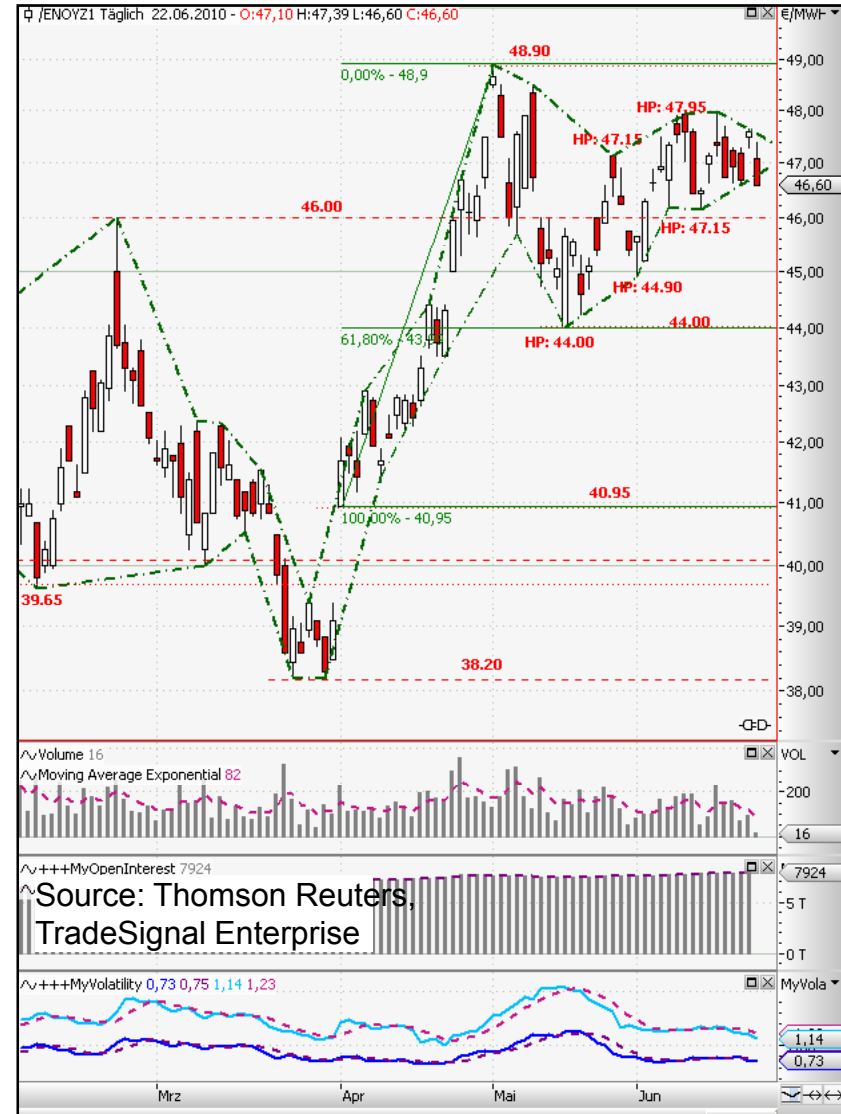 /ENOYZ1 Täglich 22.06.2010 - O:47,10 H:47,39 L:46,60 C:46,60
€/MWH
48.90
0,00% - 48,9
49,00
HP: 47.95
48,00
HP: 47.15
47,00
46,60
46.00
46,00
HP: 47.15
45,00
HP: 44.90
44.00
44,00
61,80% - 43,
HP: 44.00
43,00
42,00
40.95
41,00
100,00% - 40,95
40,00
39.65
39,00
38.20
38,00
Volume 16
VOL
Moving Average Exponential 82
200
16
+++MyOpenInterest 7924
7924
Source: Thomson Reuters,
TradeSignal Enterprise
5 T
0 T
+++MyVolatility 0,73 0,75 1,14 1,23
MyVola
1,14
0,73
Mrz Apr Mai Jun